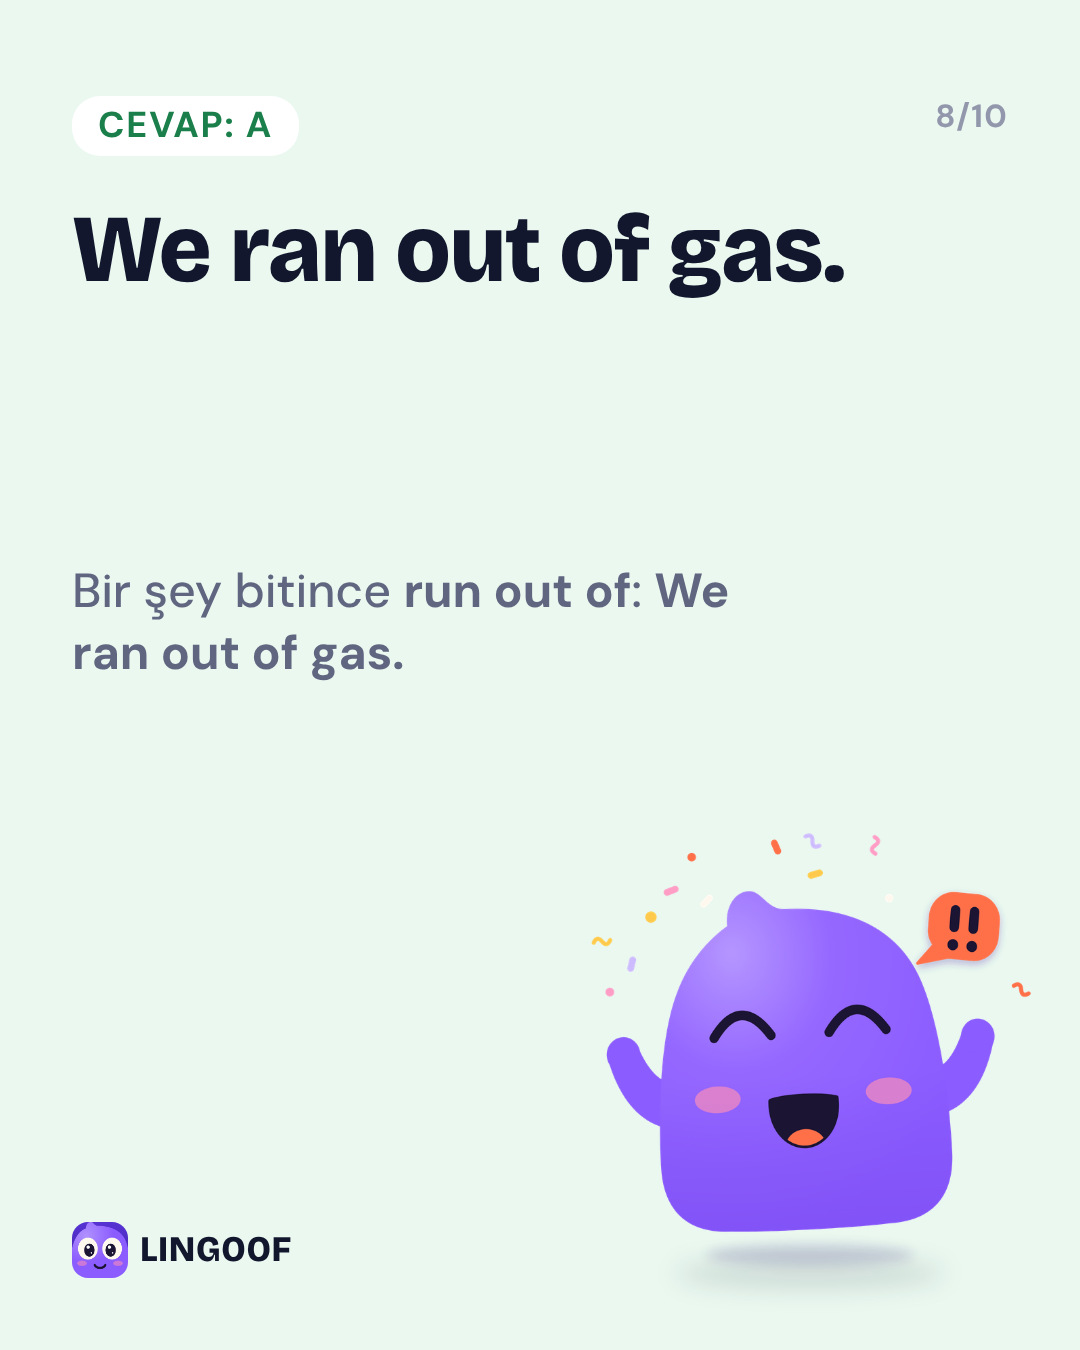 CEVAP: A
8/10
We ran out of gas.
Bir şey bitince run out of: We
ran out of gas.
!!
LINGOOF